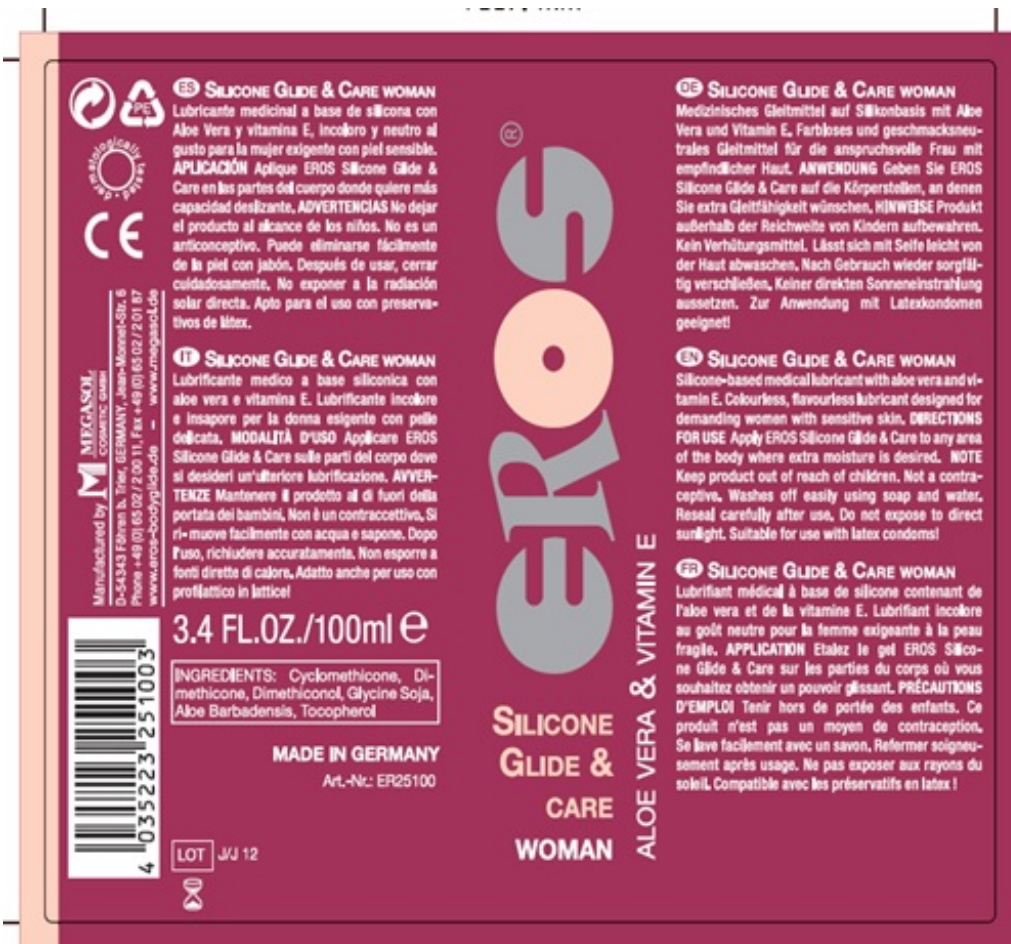 PE
dermatologically tested
CE
ES SILICONE GLIDE & CARE WOMAN
Lubricante medicinal a base de silicona con
Aloe Vera y vitamina E, incoloro y neutro al
gusto para la mujer exigente con piel sensible.
APLICACIÓN Aplique EROS Silicone Glide &
Care en las partes del cuerpo donde quiere más
capacidad deslizante. ADVERTENCIAS No dejar
el producto al alcance de los niños. No es un
anticonceptivo. Puede eliminarse fácilmente
de la piel con jabón. Después de usar, cerrar
cuidadosamente. No exponer a la radiación
solar directa. Apto para el uso con preserva-
tivos de látex.
IT SILICONE GLIDE & CARE WOMAN
Lubrificante medico a base siliconica con
aloe vera e vitamina E. Lubrificante incolore
e insapore per la donna esigente con pelle
delicata. MODALITÀ D'USO Applicare EROS
Silicone Glide & Care sulle parti del corpo dove
si desideri un'ulteriore lubrificazione. AVVER-
TENZE Mantenere il prodotto al di fuori della
portata dei bambini. Non è un contraccettivo. Si
ri-muove facilmente con acqua e sapone. Dopo
l'uso, richiudere accuratamente. Non esporre a
fonti dirette di calore. Adatto anche per uso con
profilattico in lattice!
Manufactured by M MEGASOL
COSMETIC GMBH
D-54343 Föhren b. Trier, GERMANY, Jean-Monnet-Str. 6
Phone +49 (0) 65 02 / 2 00 11, Fax +49 (0) 65 02 / 2 01 87
www.eros-bodyglide.de – www.megasol.de
4 035223 251003
3.4 FL.OZ./100ml e
INGREDIENTS: Cyclomethicone, Di-
methicone, Dimethiconol, Glycine Soja,
Aloe Barbadensis, Tocopherol
MADE IN GERMANY
Art.-Nr.: ER25100
LOT J/J 12
eROS®
SILICONE
GLIDE &
CARE
WOMAN
ALOE VERA & VITAMIN E
DE SILICONE GLIDE & CARE WOMAN
Medizinisches Gleitmittel auf Silikonbasis mit Aloe
Vera und Vitamin E. Farbloses und geschmacksneu-
trales Gleitmittel für die anspruchsvolle Frau mit
empfindlicher Haut. ANWENDUNG Geben Sie EROS
Silicone Glide & Care auf die Körperstellen, an denen
Sie extra Gleitfähigkeit wünschen. HINWEISE Produkt
außerhalb der Reichweite von Kindern aufbewahren.
Kein Verhütungsmittel. Lässt sich mit Seife leicht von
der Haut abwaschen. Nach Gebrauch wieder sorgfäl-
tig verschließen. Keiner direkten Sonneneinstrahlung
aussetzen. Zur Anwendung mit Latexkondomen
geeignet!
EN SILICONE GLIDE & CARE WOMAN
Silicone-based medical lubricant with aloe vera and vi-
tamin E. Colourless, flavourless lubricant designed for
demanding women with sensitive skin. DIRECTIONS
FOR USE Apply EROS Silicone Glide & Care to any area
of the body where extra moisture is desired. NOTE
Keep product out of reach of children. Not a contra-
ceptive. Washes off easily using soap and water.
Reseal carefully after use. Do not expose to direct
sunlight. Suitable for use with latex condoms!
FR SILICONE GLIDE & CARE WOMAN
Lubrifiant médical à base de silicone contenant de
l'aloe vera et de la vitamine E. Lubrifiant incolore
au goût neutre pour la femme exigeante à la peau
fragile. APPLICATION Etalez le gel EROS Silico-
ne Glide & Care sur les parties du corps où vous
souhaitez obtenir un pouvoir glissant. PRÉCAUTIONS
D'EMPLOI Tenir hors de portée des enfants. Ce
produit n'est pas un moyen de contraception.
Se lave facilement avec un savon. Refermer soigneu-
sement après usage. Ne pas exposer aux rayons du
soleil. Compatible avec les préservatifs en latex !